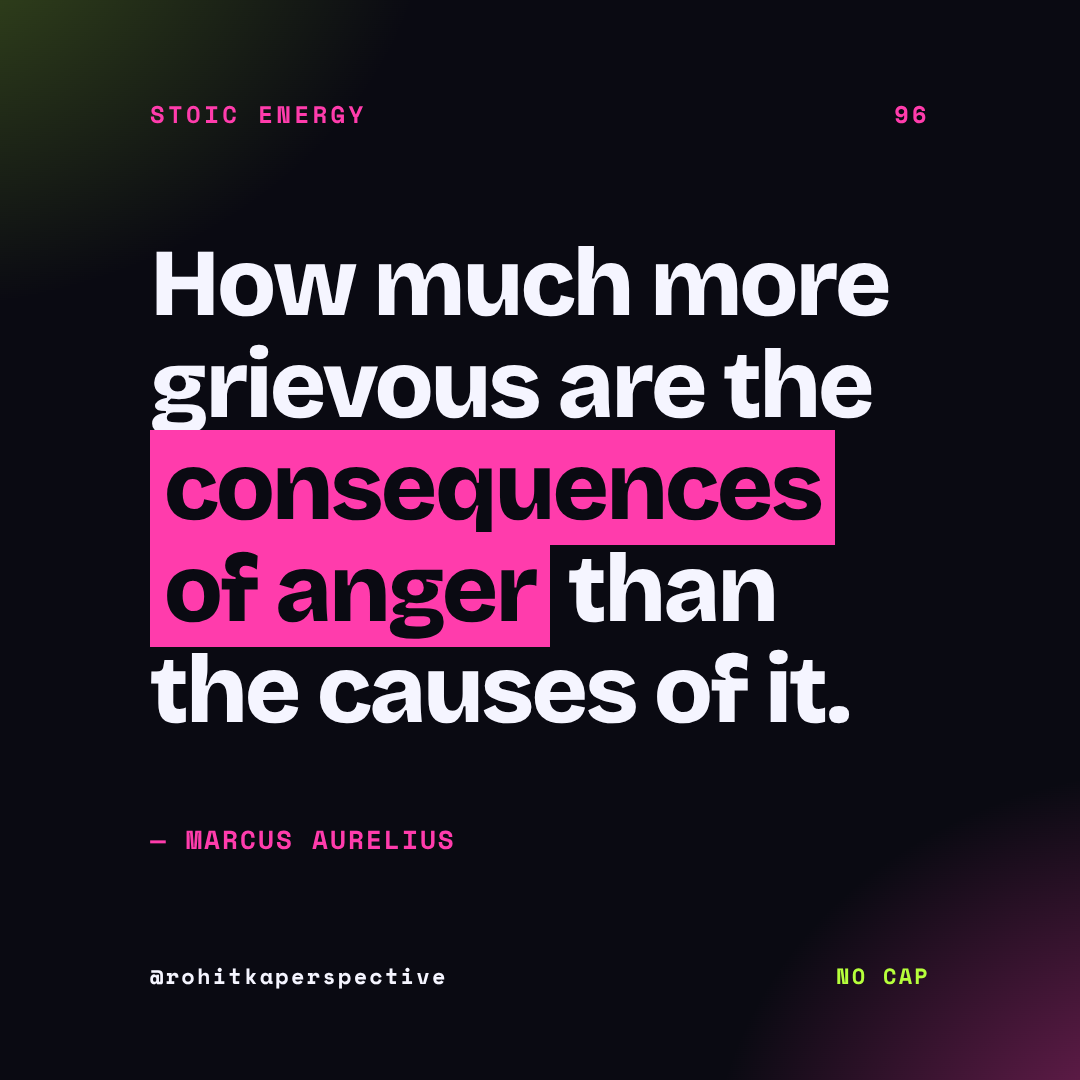 STOIC ENERGY
96
How much more
grievous are the
consequences
of anger than
the causes of it.
— MARCUS AURELIUS
@rohitkaperspective
NO CAP